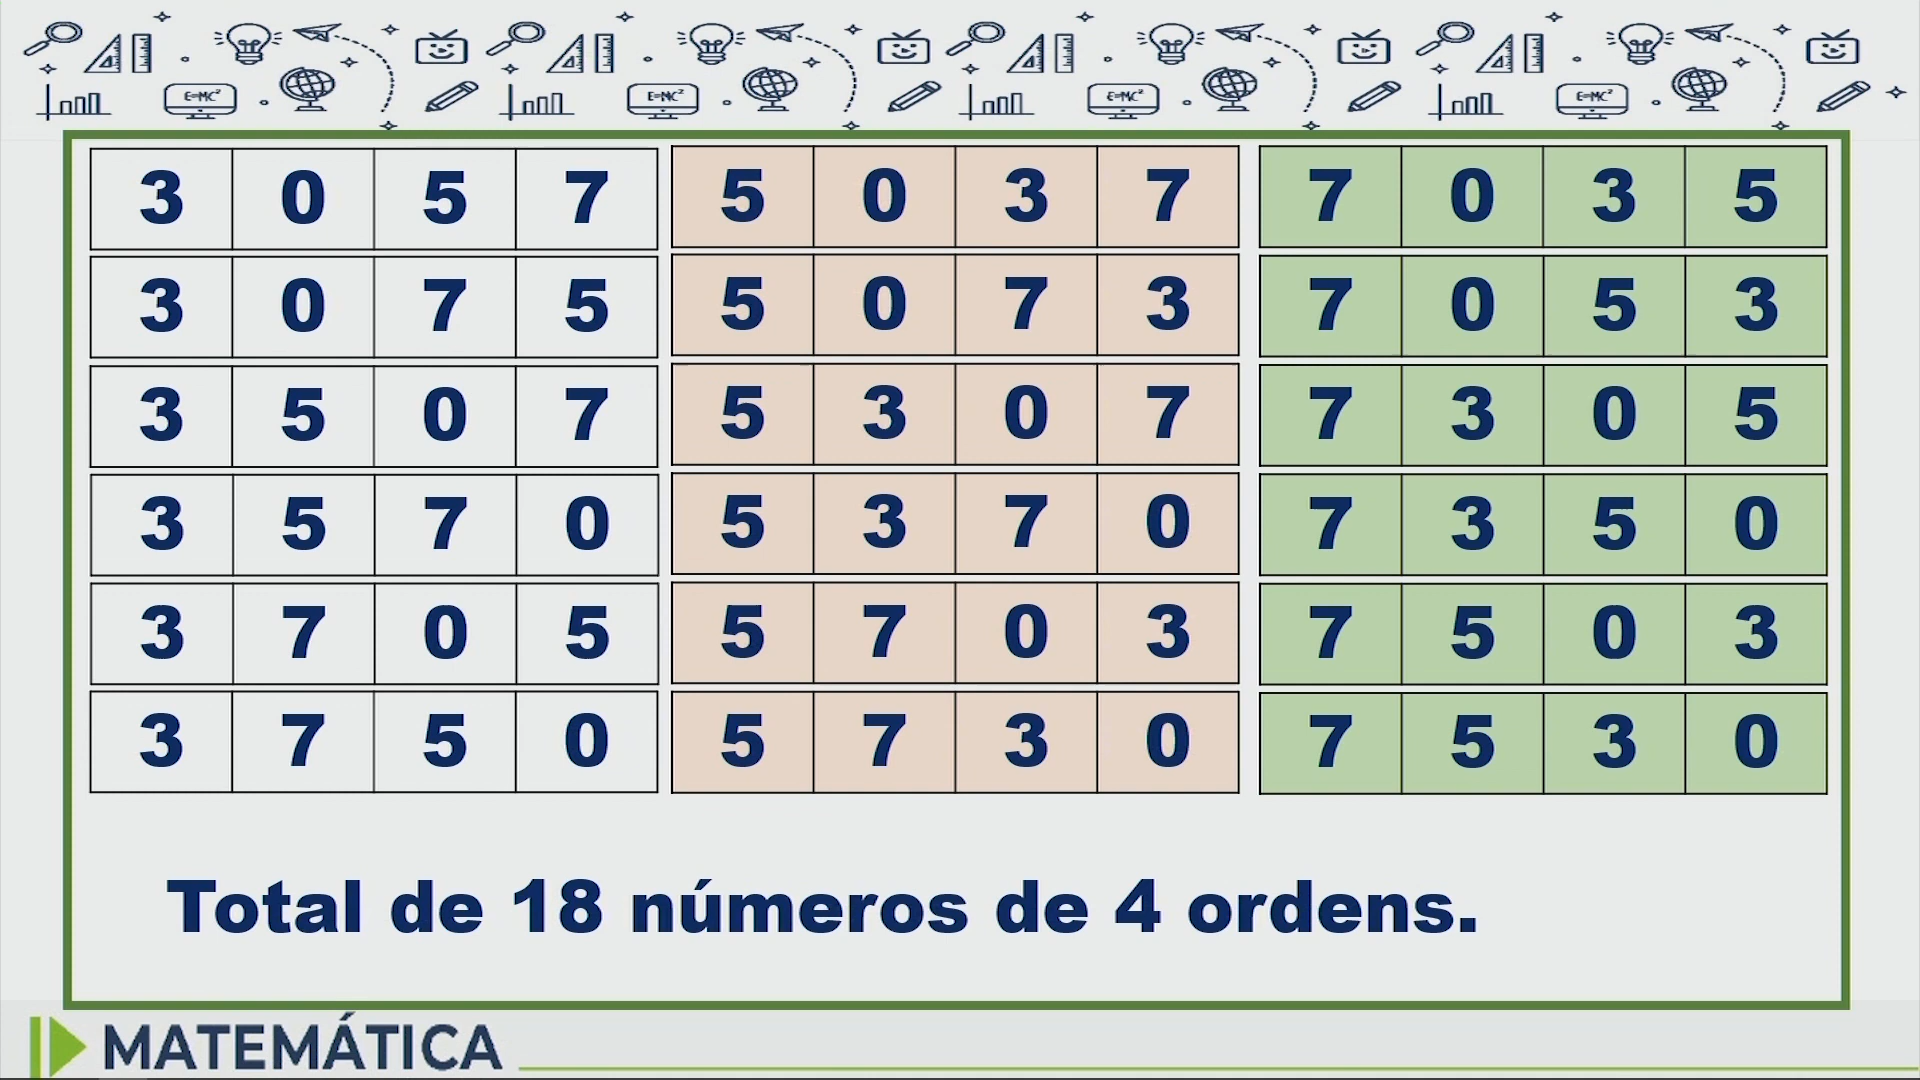 E=MC² E=MC² E=MC² E=MC²
3 0 5 7 5 0 3 7 7 0 3 5
3 0 7 5 5 0 7 3 7 0 5 3
3 5 0 7 5 3 0 7 7 3 0 5
3 5 7 0 5 3 7 0 7 3 5 0
3 7 0 5 5 7 0 3 7 5 0 3
3 7 5 0 5 7 3 0 7 5 3 0
Total de 18 números de 4 ordens.
MATEMÁTICA